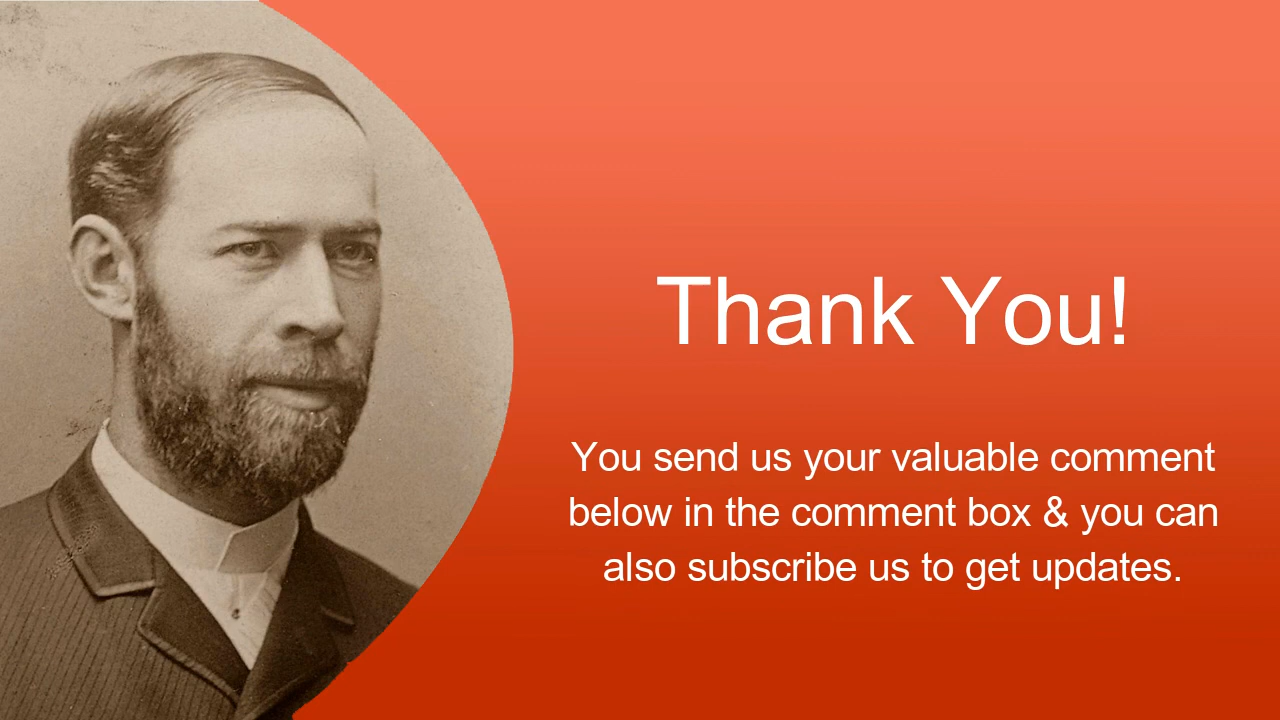 Thank You!
You send us your valuable comment
below in the comment box & you can
also subscribe us to get updates.